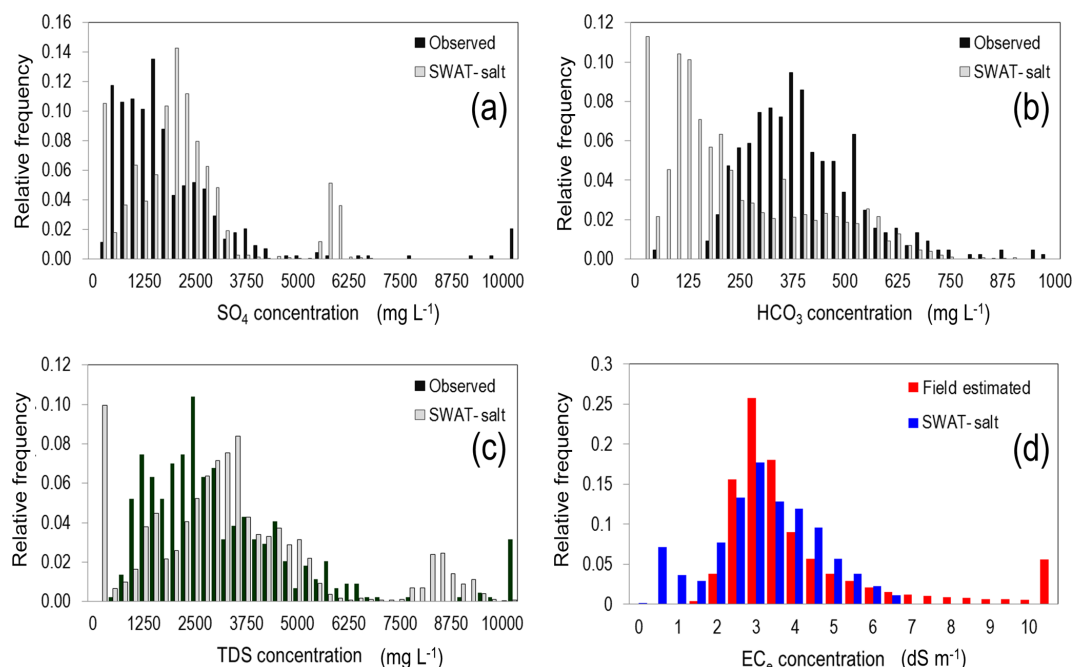 0.16
0.14
0.12
0.10
0.08
0.06
0.04
0.02
0.00
Relative frequency
Observed
SWAT-salt
(a)
0 1250 2500 3750 5000 6250 7500 8750 10000
SO4 concentration (mg L-1)
0.12
0.10
0.08
0.06
0.04
0.02
0.00
Relative frequency
Observed
SWAT-salt
(b)
0 125 250 375 500 625 750 875 1000
HCO3 concentration (mg L-1)
0.12
0.10
0.08
0.06
0.04
0.02
0.00
Relative frequency
Observed
SWAT-salt
(c)
0 1250 2500 3750 5000 6250 7500 8750 10000
TDS concentration (mg L-1)
0.3
0.25
0.2
0.15
0.1
0.05
0
Relative frequency
Field estimated
SWAT-salt
(d)
0 1 2 3 4 5 6 7 8 9 10
ECe concentration (dS m-1)